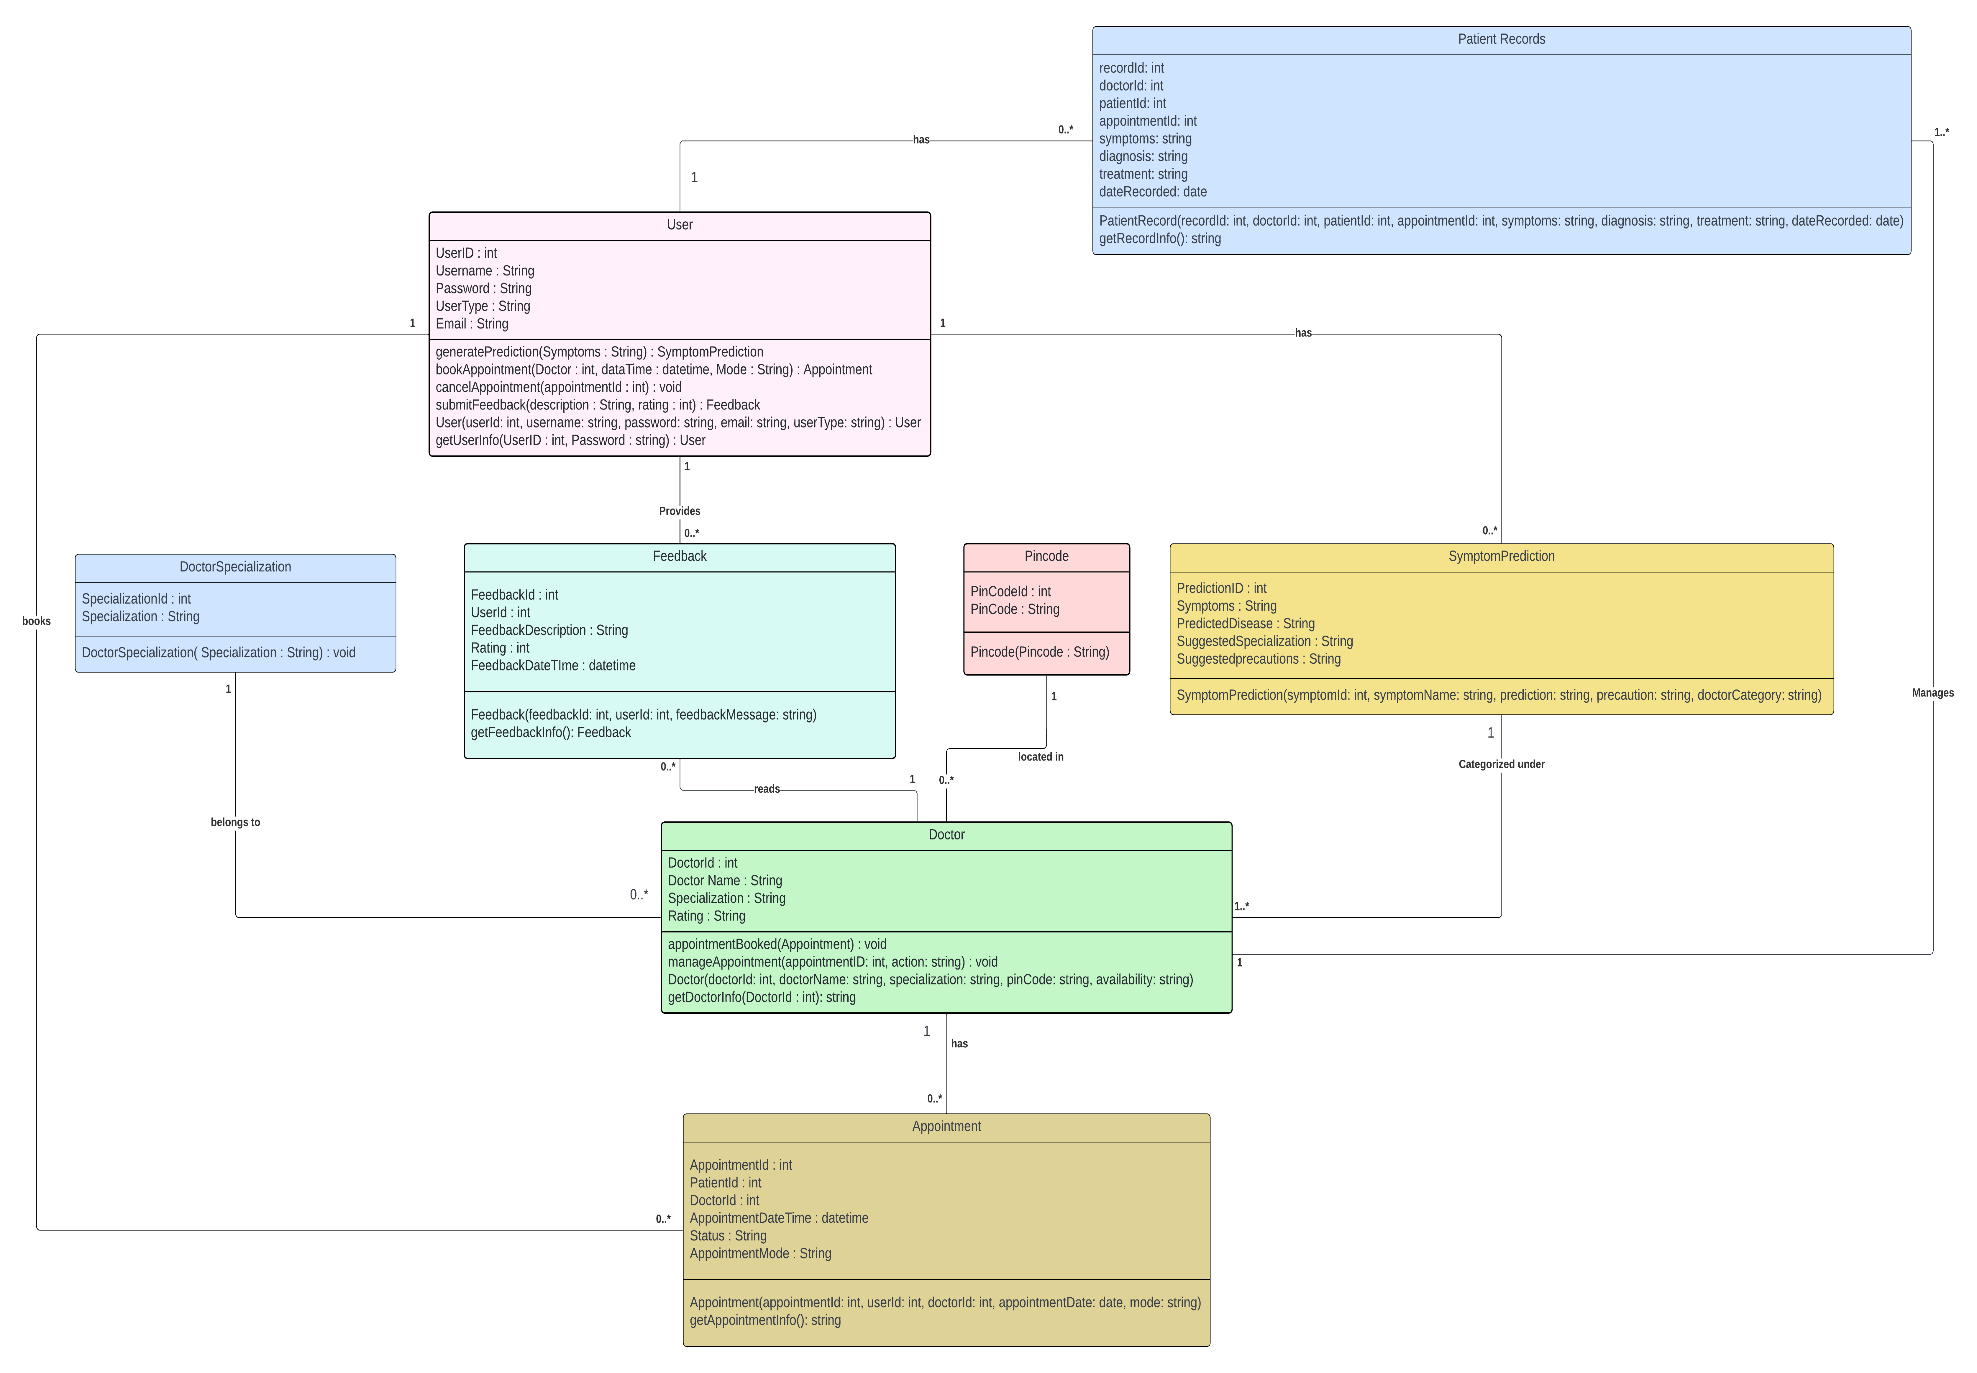 Patient Records
recordId: int
doctorId: int
patientId: int
appointmentId: int
symptoms: string
diagnosis: string
treatment: string
dateRecorded: date
PatientRecord(recordId: int, doctorId: int, patientId: int, appointmentId: int, symptoms: string, diagnosis: string, treatment: string, dateRecorded: date)
getRecordInfo(): string
0..*
has
1
1..*
User
UserID : int
Username : String
Password : String
UserType : String
Email : String
generatePrediction(Symptoms : String) : SymptomPrediction
bookAppointment(Doctor : int, dataTime : datetime, Mode : String) : Appointment
cancelAppointment(appointmentId : int) : void
submitFeedback(description : String, rating : int) : Feedback
User(userId: int, username: string, password: string, email: string, userType: string) : User
getUserInfo(UserID : int, Password : string) : User
1
1
has
0..*
1
Provides
0..*
books
DoctorSpecialization
SpecializationId : int
Specialization : String
DoctorSpecialization( Specialization : String) : void
1
belongs to
0..*
Feedback
FeedbackId : int
UserId : int
FeedbackDescription : String
Rating : int
FeedbackDateTIme : datetime
Feedback(feedbackId: int, userId: int, feedbackMessage: string)
getFeedbackInfo(): Feedback
0..*
reads
1
Pincode
PinCodeId : int
PinCode : String
Pincode(Pincode : String)
1
located in
0..*
SymptomPrediction
PredictionID : int
Symptoms : String
PredictedDisease : String
SuggestedSpecialization : String
Suggestedprecautions : String
SymptomPrediction(symptomId: int, symptomName: string, prediction: string, precaution: string, doctorCategory: string)
1
Categorized under
1..*
Manages
1
Doctor
DoctorId : int
Doctor Name : String
Specialization : String
Rating : String
appointmentBooked(Appointment) : void
manageAppointment(appointmentID: int, action: string) : void
Doctor(doctorId: int, doctorName: string, specialization: string, pinCode: string, availability: string)
getDoctorInfo(DoctorId : int): string
1
has
0..*
0..*
Appointment
AppointmentId : int
PatientId : int
DoctorId : int
AppointmentDateTime : datetime
Status : String
AppointmentMode : String
Appointment(appointmentId: int, userId: int, doctorId: int, appointmentDate: date, mode: string)
getAppointmentInfo(): string